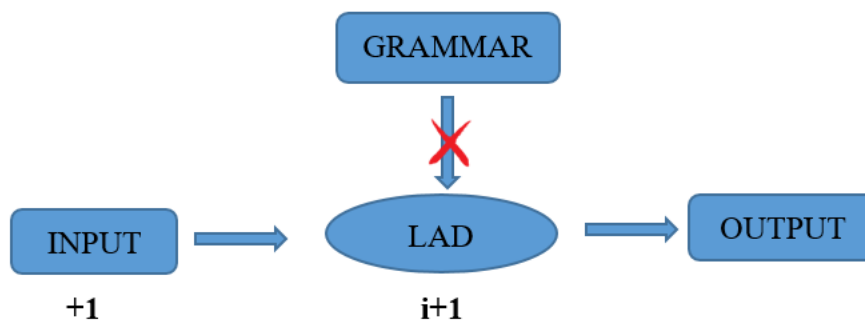 GRAMMAR
INPUT
LAD
OUTPUT
+1
i+1